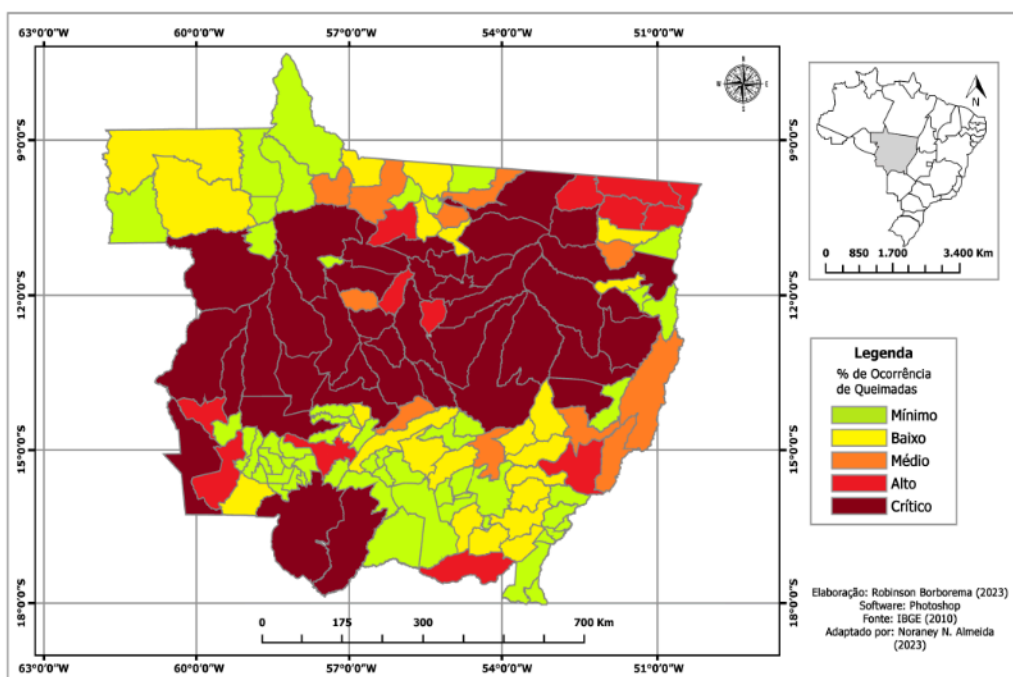 63°0'0"W 60°0'0"W 57°0'0"W 54°0'0"W 51°0'0"W
N
W E
S
9°0'0"S 9°0'0"S
12°0'0"S 12°0'0"S
15°0'0"S 15°0'0"S
18°0'0"S 18°0'0"S
0 175 300 700 Km
63°0'0"W 60°0'0"W 57°0'0"W 54°0'0"W 51°0'0"W
N
0 850 1.700 3.400 Km
Legenda
% de Ocorrência
de Queimadas
Mínimo
Baixo
Médio
Alto
Crítico
Elaboração: Robinson Borborema (2023)
Software: Photoshop
Fonte: IBGE (2010)
Adaptado por: Noraney N. Almeida
(2023)